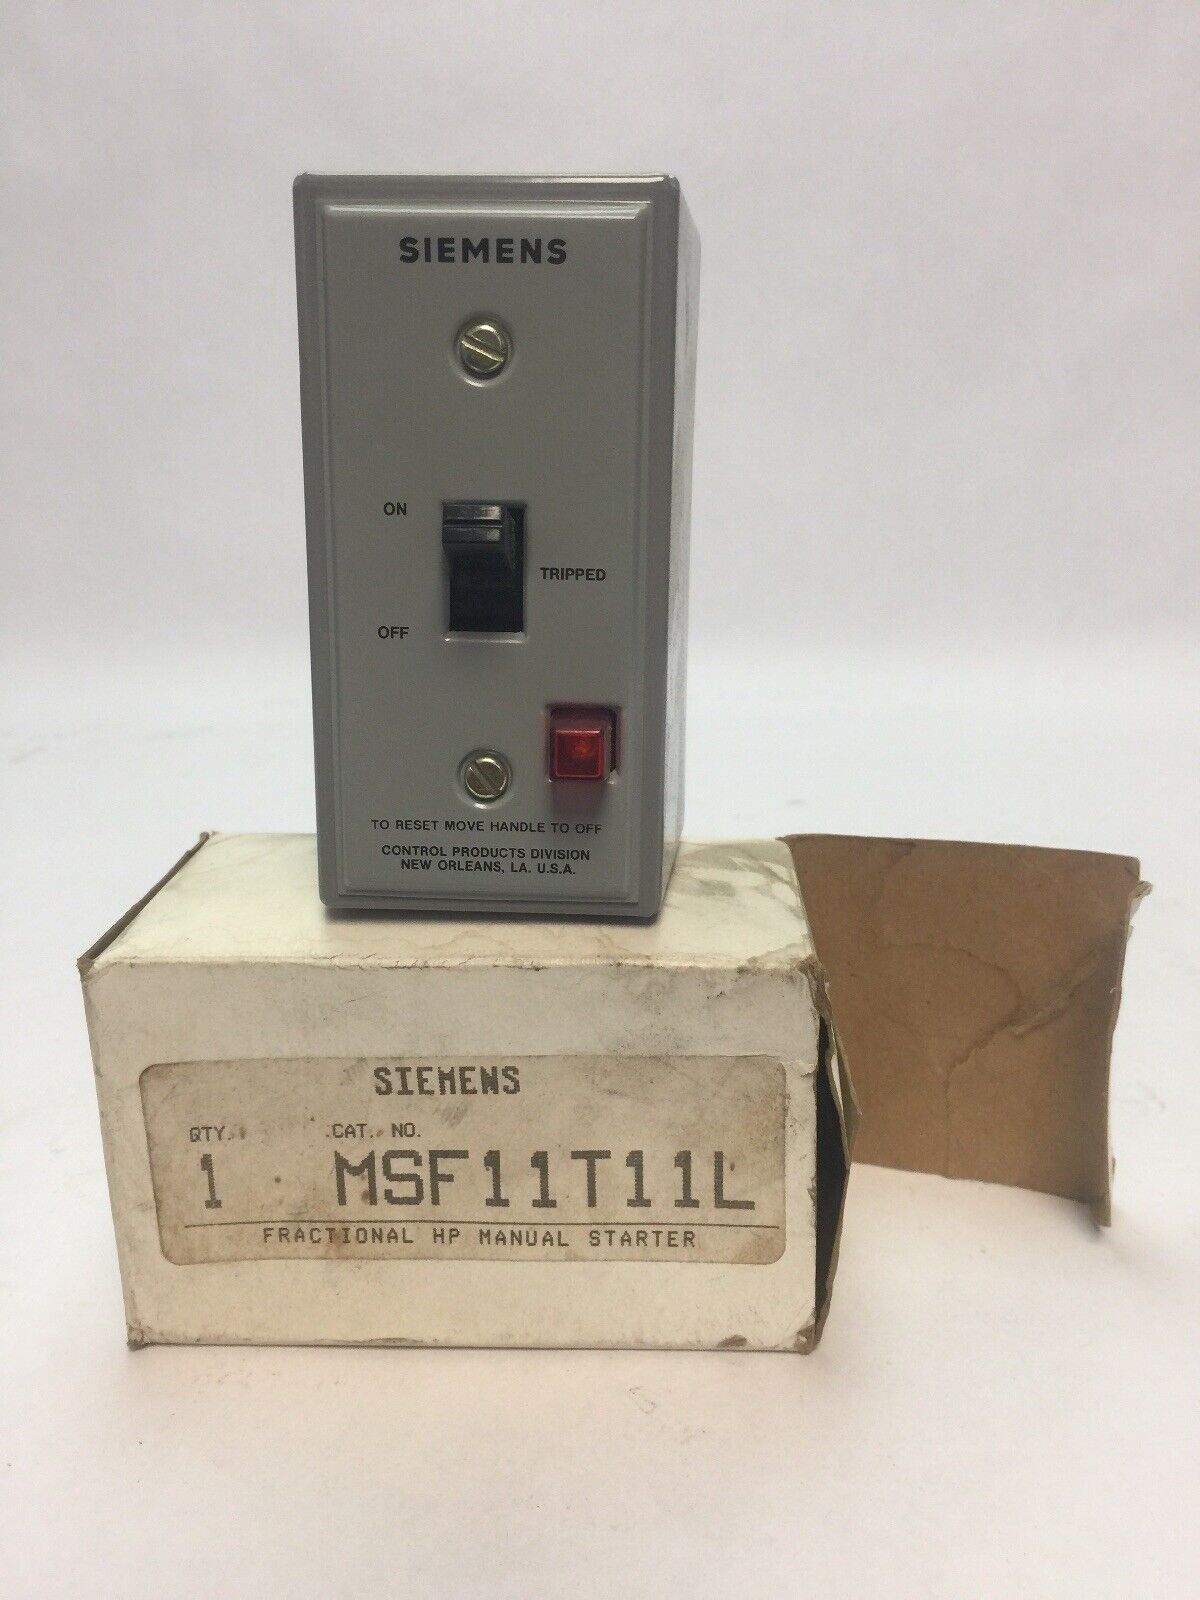 SIEMENS
ON
TRIPPED
OFF
TO RESET MOVE HANDLE TO OFF
CONTROL PRODUCTS DIVISION
NEW ORLEANS, LA. U.S.A.
SIEMENS
QTY. CAT. NO.
1 MSF11T11L
FRACTIONAL HP MANUAL STARTER